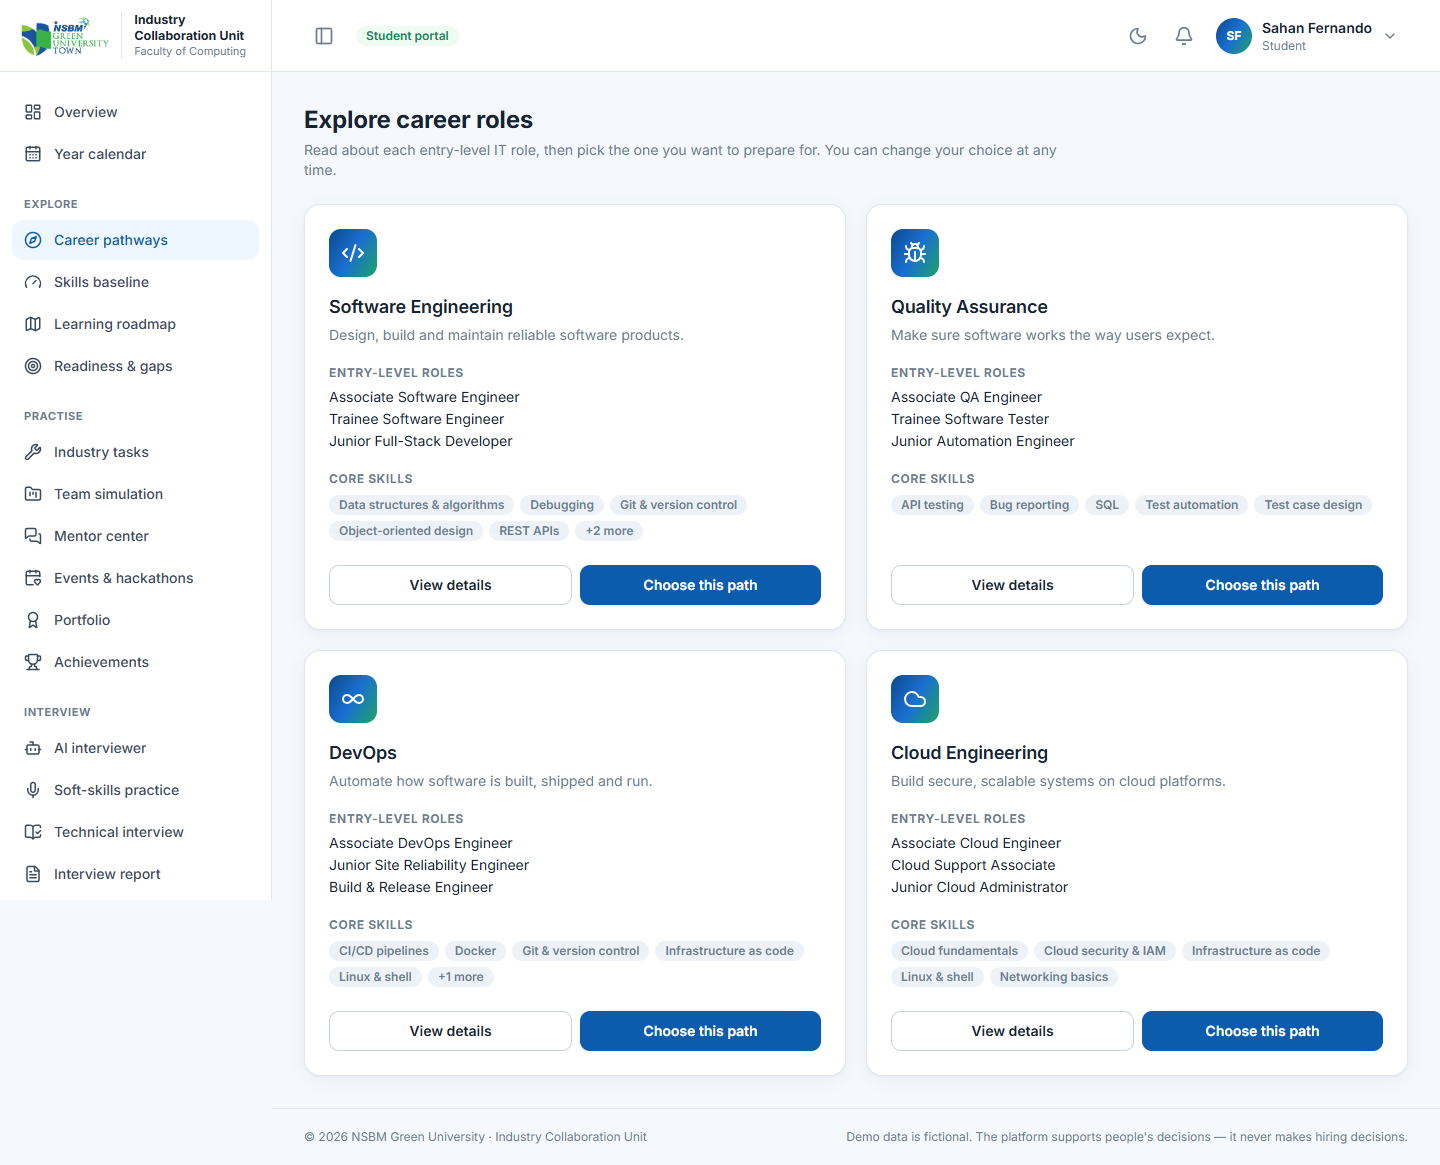 NSBM
GREEN
UNIVERSITY
TOWN
Industry
Collaboration Unit
Faculty of Computing
Student portal
SF
Sahan Fernando
Student
Overview
Year calendar
EXPLORE
Career pathways
Skills baseline
Learning roadmap
Readiness & gaps
PRACTISE
Industry tasks
Team simulation
Mentor center
Events & hackathons
Portfolio
Achievements
INTERVIEW
AI interviewer
Soft-skills practice
Technical interview
Interview report
Explore career roles
Read about each entry-level IT role, then pick the one you want to prepare for. You can change your choice at any
time.
Software Engineering
Design, build and maintain reliable software products.
ENTRY-LEVEL ROLES
Associate Software Engineer
Trainee Software Engineer
Junior Full-Stack Developer
CORE SKILLS
Data structures & algorithms Debugging Git & version control
Object-oriented design REST APIs +2 more
View details Choose this path
Quality Assurance
Make sure software works the way users expect.
ENTRY-LEVEL ROLES
Associate QA Engineer
Trainee Software Tester
Junior Automation Engineer
CORE SKILLS
API testing Bug reporting SQL Test automation Test case design
View details Choose this path
DevOps
Automate how software is built, shipped and run.
ENTRY-LEVEL ROLES
Associate DevOps Engineer
Junior Site Reliability Engineer
Build & Release Engineer
CORE SKILLS
CI/CD pipelines Docker Git & version control Infrastructure as code
Linux & shell +1 more
View details Choose this path
Cloud Engineering
Build secure, scalable systems on cloud platforms.
ENTRY-LEVEL ROLES
Associate Cloud Engineer
Cloud Support Associate
Junior Cloud Administrator
CORE SKILLS
Cloud fundamentals Cloud security & IAM Infrastructure as code
Linux & shell Networking basics
View details Choose this path
© 2026 NSBM Green University · Industry Collaboration Unit
Demo data is fictional. The platform supports people's decisions — it never makes hiring decisions.